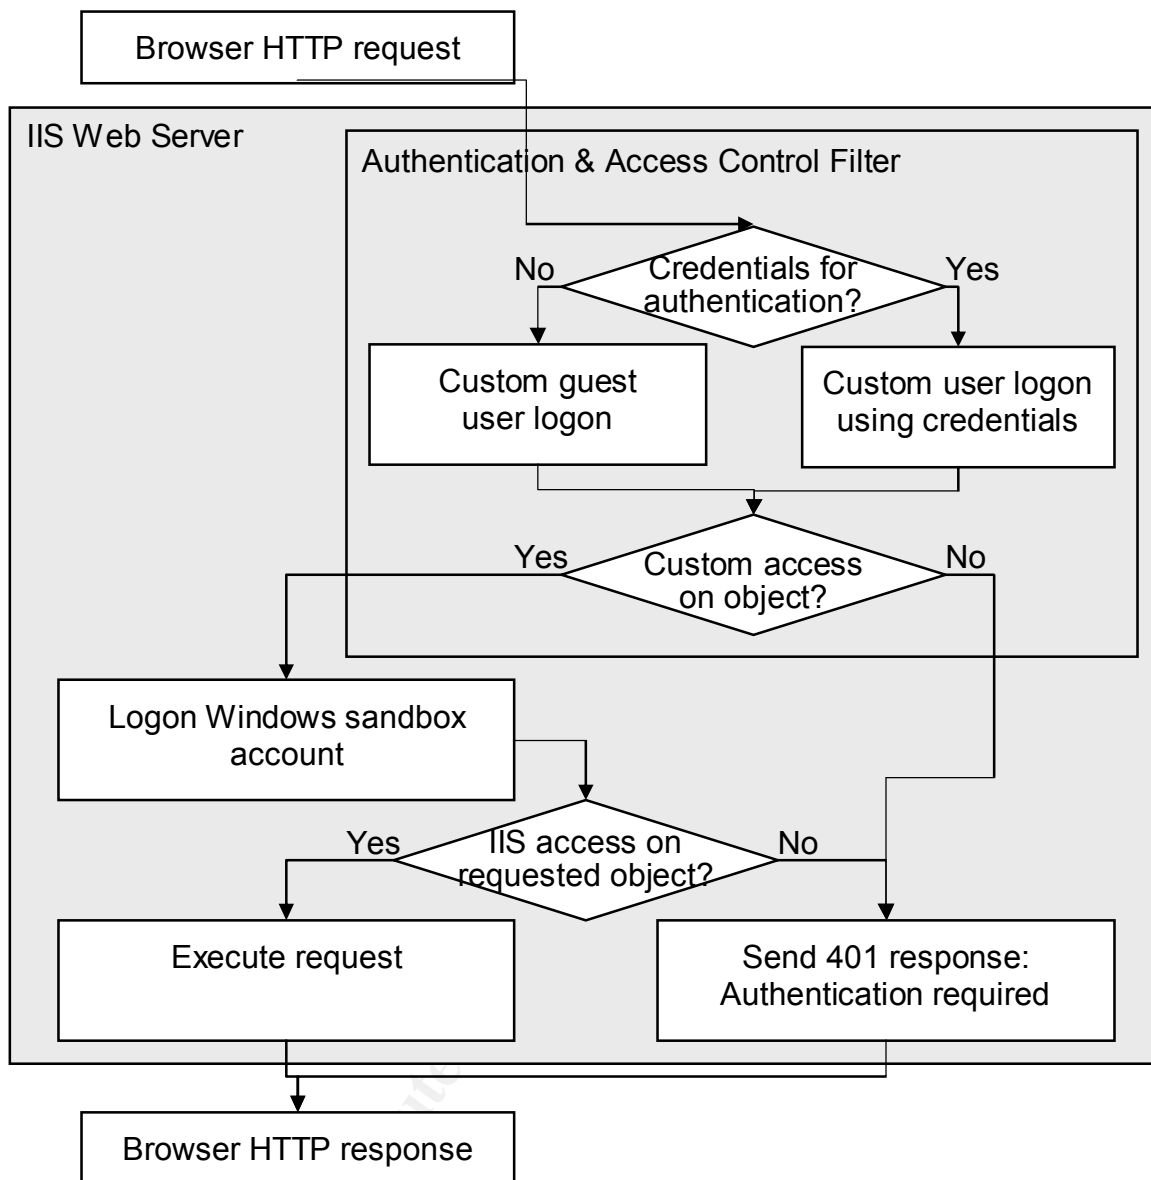 Browser HTTP request
IIS Web Server
Authentication & Access Control Filter
No
Credentials for
authentication?
Yes
Custom guest
user logon
Custom user logon
using credentials
Yes
Custom access
on object?
No
Logon Windows sandbox
account
Yes
IIS access on
requested object?
No
Execute request
Send 401 response:
Authentication required
Browser HTTP response